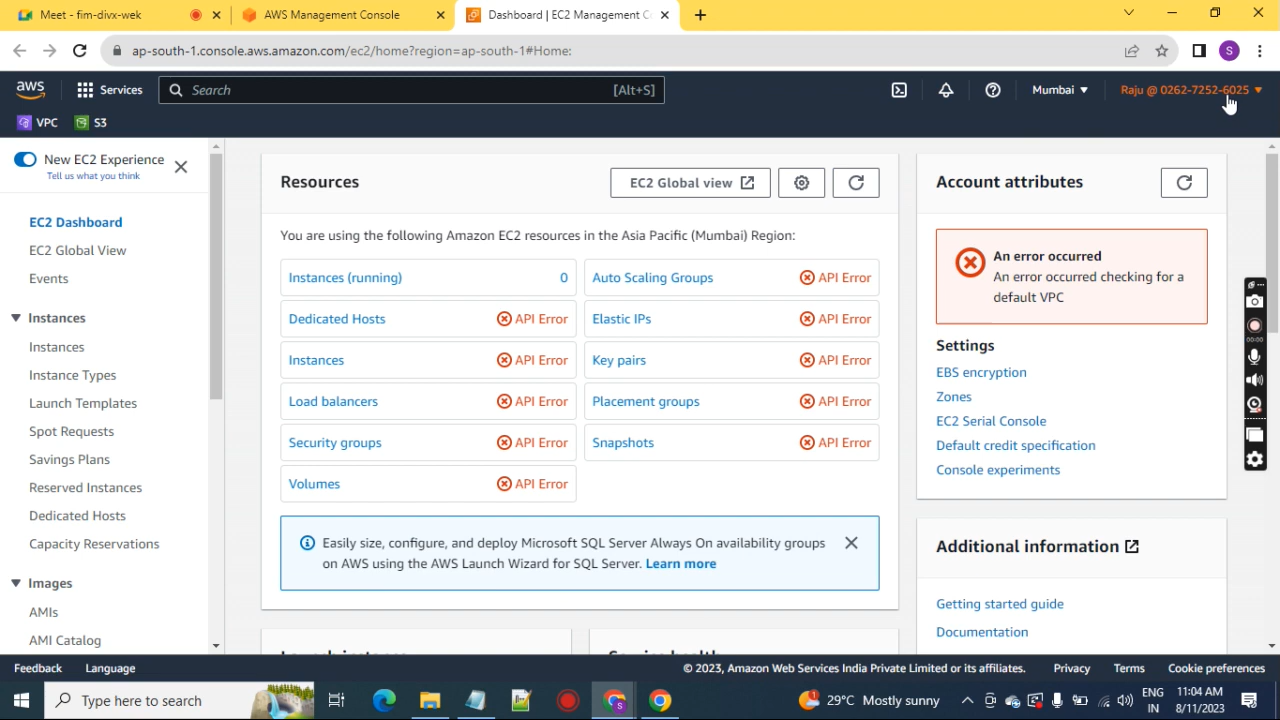 Meet - fim-divx-wek
AWS Management Console
Dashboard | EC2 Management C
ap-south-1.console.aws.amazon.com/ec2/home?region=ap-south-1#Home:
S
aws
Services
Search
[Alt+S]
Mumbai
Raju @ 0262-7252-6025
VPC
S3
New EC2 Experience
Tell us what you think
EC2 Dashboard
EC2 Global View
Events
Instances
Instances
Instance Types
Launch Templates
Spot Requests
Savings Plans
Reserved Instances
Dedicated Hosts
Capacity Reservations
Images
AMIs
AMI Catalog
Resources
EC2 Global view
You are using the following Amazon EC2 resources in the Asia Pacific (Mumbai) Region:
Instances (running) 0
Auto Scaling Groups API Error
Dedicated Hosts API Error
Elastic IPs API Error
Instances API Error
Key pairs API Error
Load balancers API Error
Placement groups API Error
Security groups API Error
Snapshots API Error
Volumes API Error
Easily size, configure, and deploy Microsoft SQL Server Always On availability groups
on AWS using the AWS Launch Wizard for SQL Server. Learn more
Account attributes
An error occurred
An error occurred checking for a
default VPC
Settings
EBS encryption
Zones
EC2 Serial Console
Default credit specification
Console experiments
Additional information
Getting started guide
Documentation
00:00
Feedback
Language
© 2023, Amazon Web Services India Private Limited or its affiliates.
Privacy
Terms
Cookie preferences
Type here to search
29°C Mostly sunny
ENG
IN
11:04 AM
8/11/2023